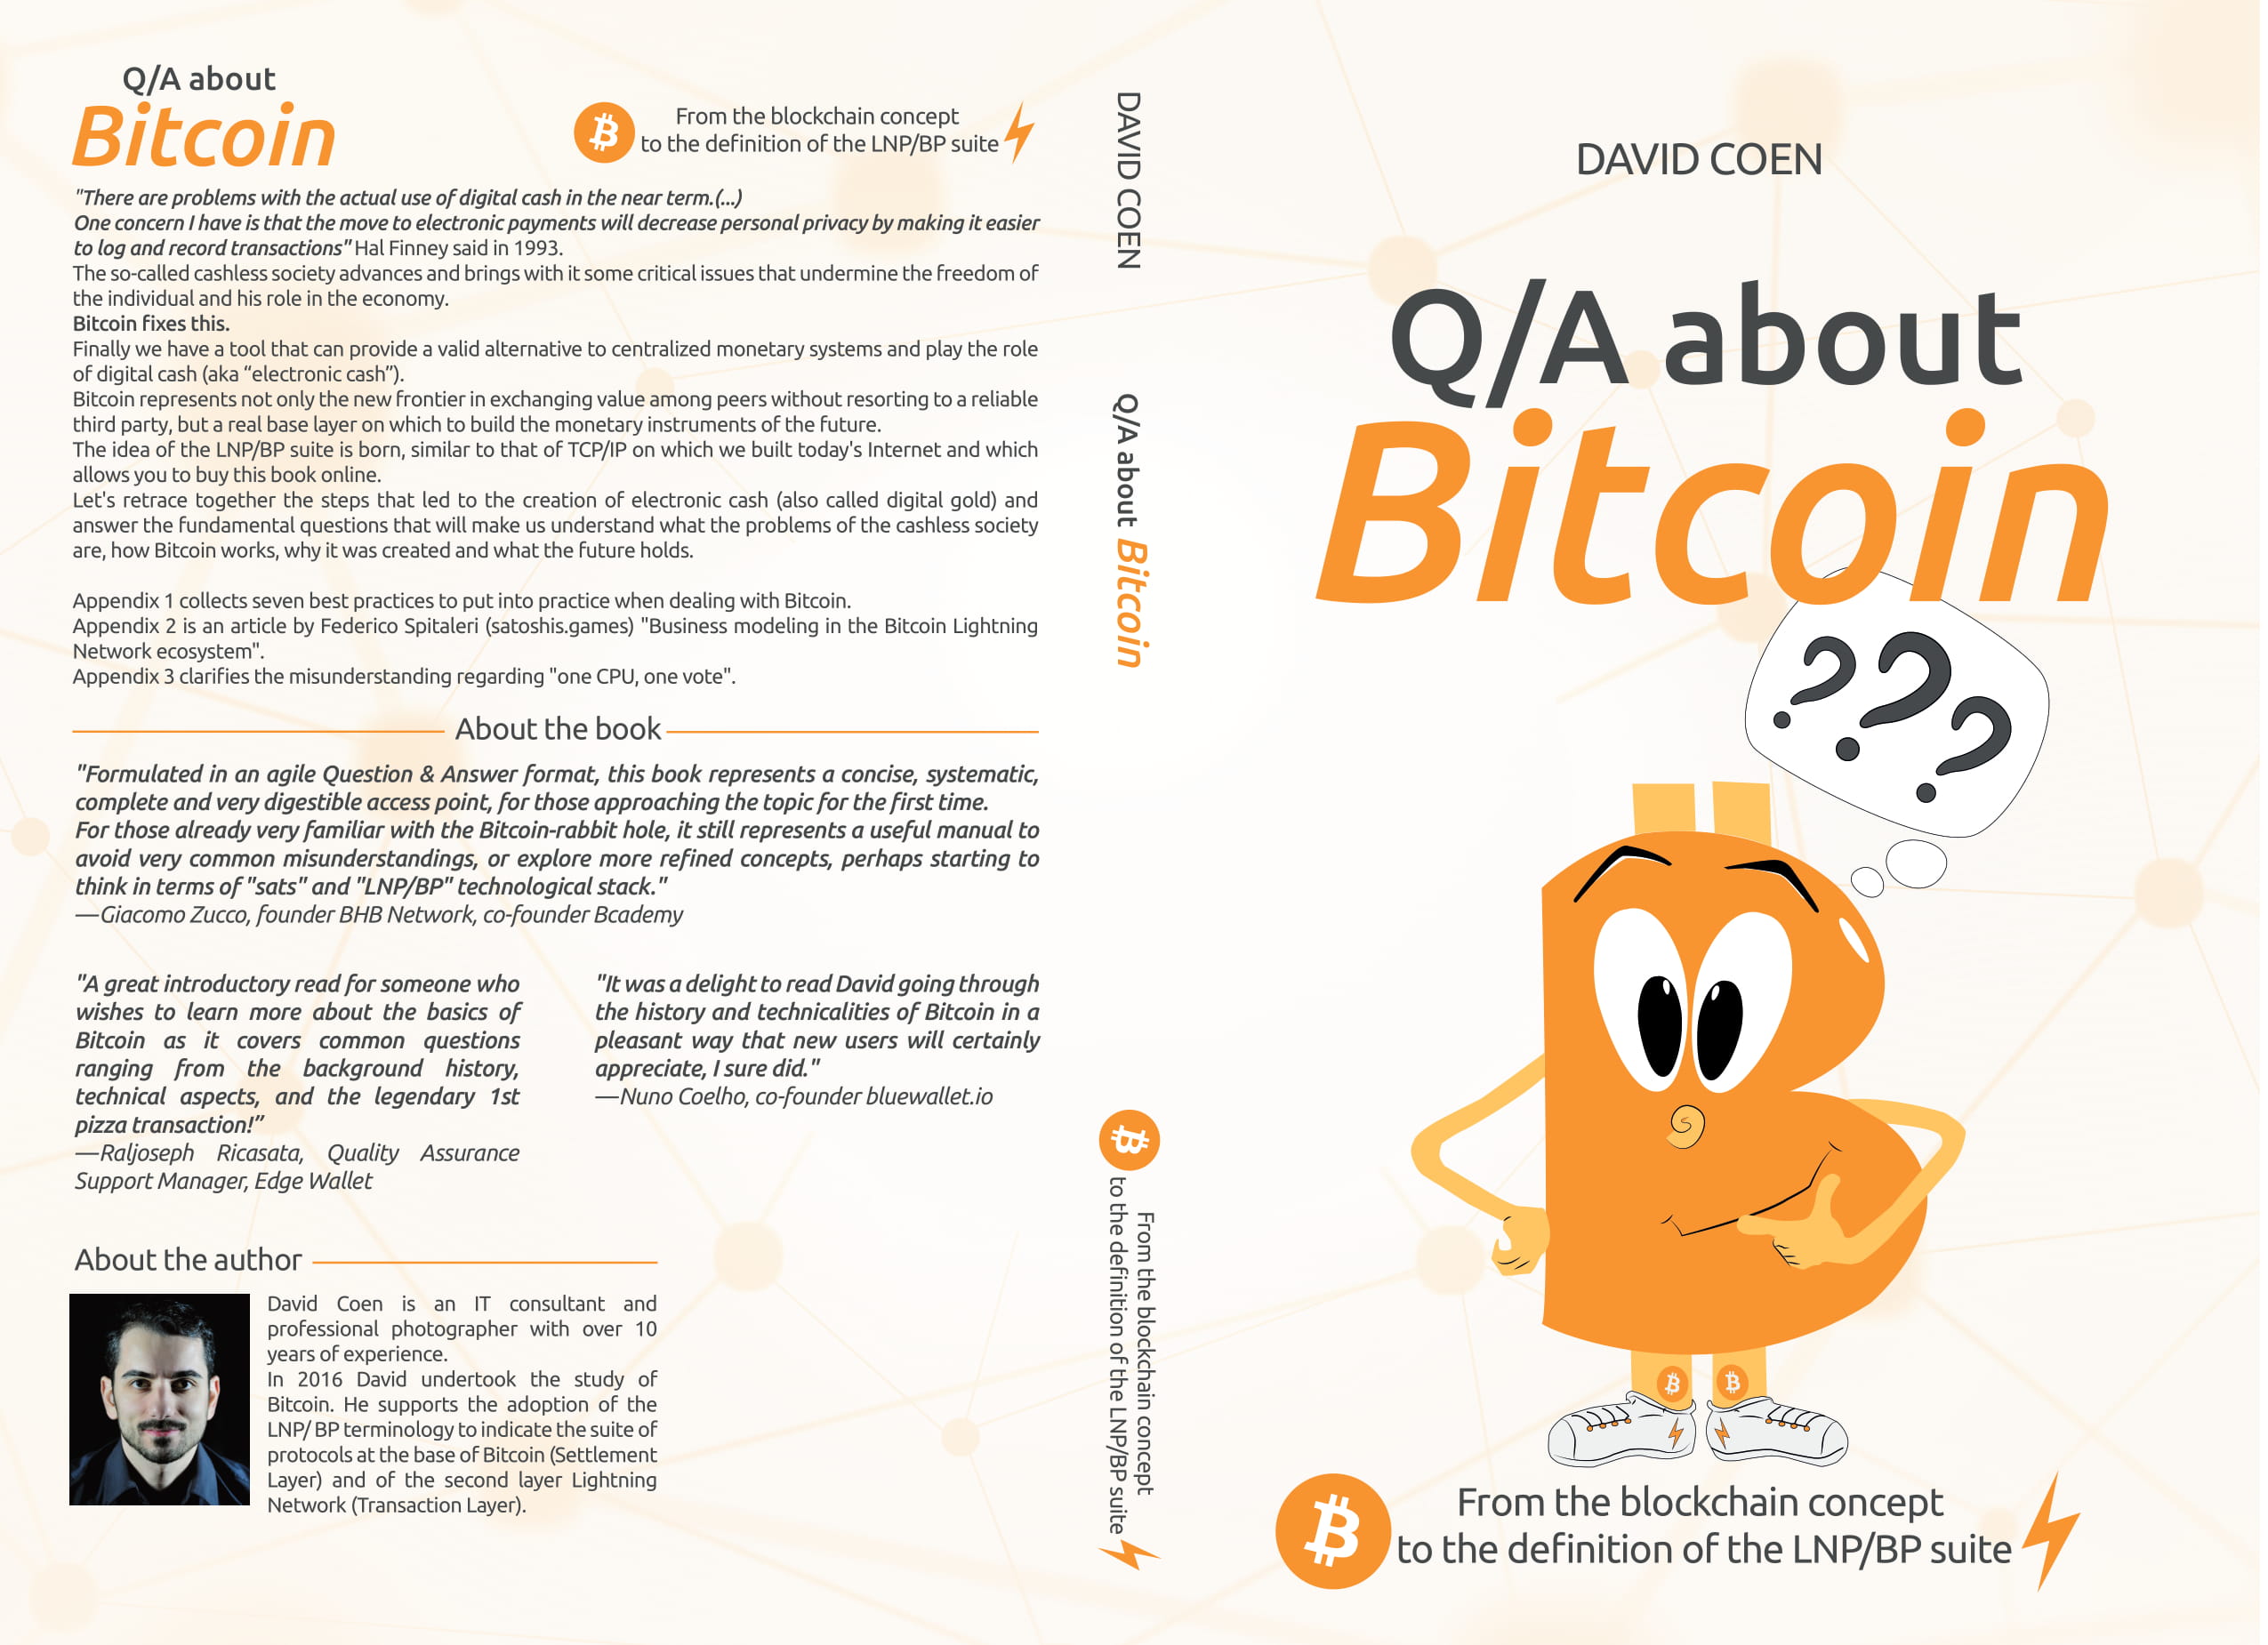 Q/A about
Bitcoin
From the blockchain concept
to the definition of the LNP/BP suite
"There are problems with the actual use of digital cash in the near term.(...)
One concern I have is that the move to electronic payments will decrease personal privacy by making it easier
to log and record transactions" Hal Finney said in 1993.
The so-called cashless society advances and brings with it some critical issues that undermine the freedom of
the individual and his role in the economy.
Bitcoin fixes this.
Finally we have a tool that can provide a valid alternative to centralized monetary systems and play the role
of digital cash (aka “electronic cash”).
Bitcoin represents not only the new frontier in exchanging value among peers without resorting to a reliable
third party, but a real base layer on which to build the monetary instruments of the future.
The idea of the LNP/BP suite is born, similar to that of TCP/IP on which we built today's Internet and which
allows you to buy this book online.
Let's retrace together the steps that led to the creation of electronic cash (also called digital gold) and
answer the fundamental questions that will make us understand what the problems of the cashless society
are, how Bitcoin works, why it was created and what the future holds.
Appendix 1 collects seven best practices to put into practice when dealing with Bitcoin.
Appendix 2 is an article by Federico Spitaleri (satoshis.games) "Business modeling in the Bitcoin Lightning
Network ecosystem".
Appendix 3 clarifies the misunderstanding regarding "one CPU, one vote".
About the book
"Formulated in an agile Question & Answer format, this book represents a concise, systematic,
complete and very digestible access point, for those approaching the topic for the first time.
For those already very familiar with the Bitcoin-rabbit hole, it still represents a useful manual to
avoid very common misunderstandings, or explore more refined concepts, perhaps starting to
think in terms of "sats" and "LNP/BP" technological stack."
—Giacomo Zucco, founder BHB Network, co-founder Bcademy
"A great introductory read for someone who
wishes to learn more about the basics of
Bitcoin as it covers common questions
ranging from the background history,
technical aspects, and the legendary 1st
pizza transaction!”
—Raljoseph Ricasata, Quality Assurance
Support Manager, Edge Wallet
"It was a delight to read David going through
the history and technicalities of Bitcoin in a
pleasant way that new users will certainly
appreciate, I sure did."
—Nuno Coelho, co-founder bluewallet.io
About the author
David Coen is an IT consultant and
professional photographer with over 10
years of experience.
In 2016 David undertook the study of
Bitcoin. He supports the adoption of the
LNP/ BP terminology to indicate the suite of
protocols at the base of Bitcoin (Settlement
Layer) and of the second layer Lightning
Network (Transaction Layer).
DAVID COEN
Q/A about Bitcoin
From the blockchain concept
to the definition of the LNP/BP suite
DAVID COEN
Q/A about
Bitcoin
???
From the blockchain concept
to the definition of the LNP/BP suite